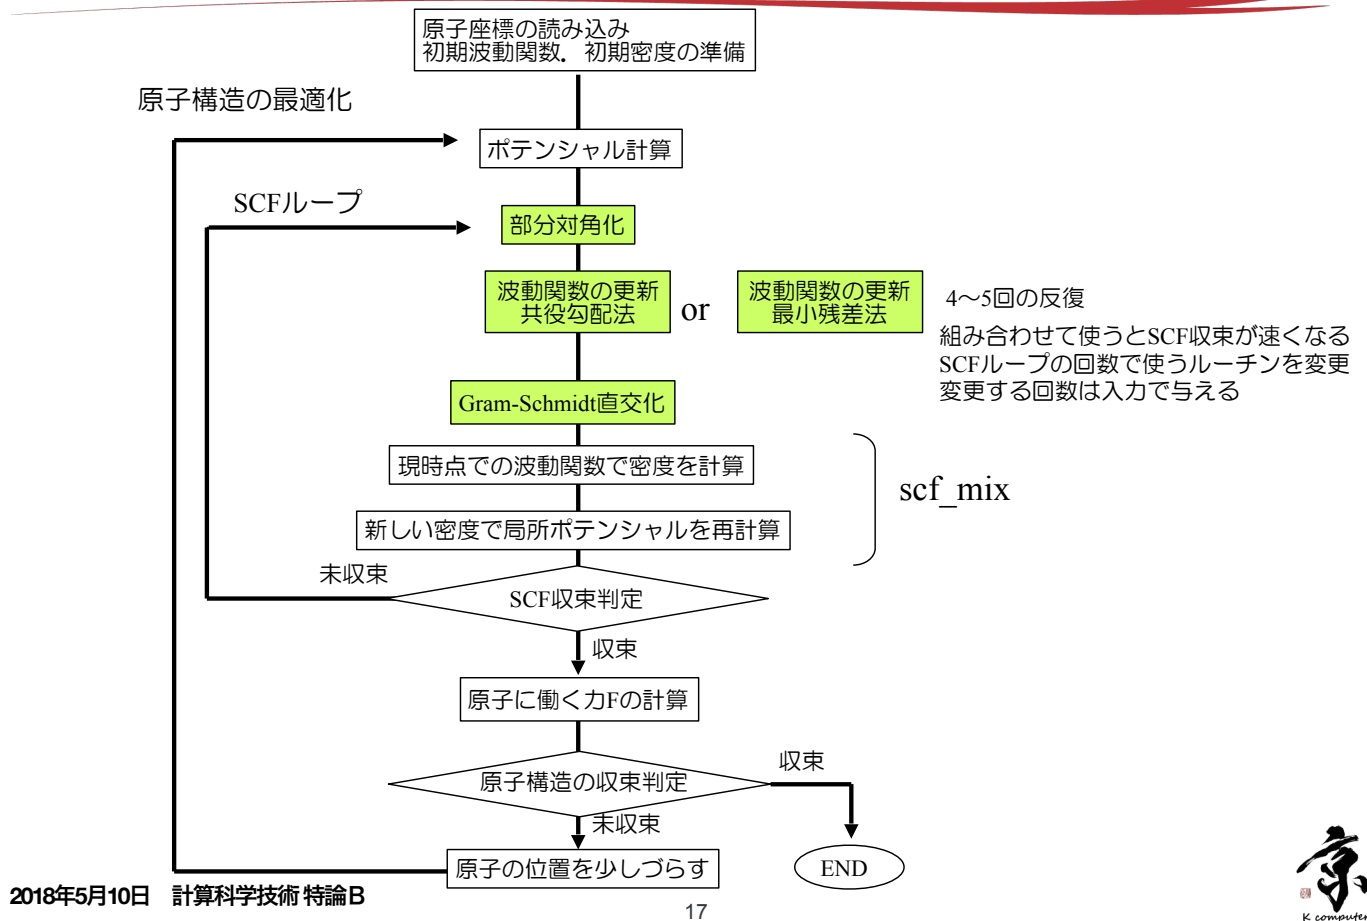 原子座標の読み込み
初期波動関数．初期密度の準備
原子構造の最適化
ポテンシャル計算
SCFループ
部分対角化
波動関数の更新
共役勾配法
or
波動関数の更新
最小残差法
4〜5回の反復
組み合わせて使うとSCF収束が速くなる
SCFループの回数で使うルーチンを変更
変更する回数は入力で与える
Gram-Schmidt直交化
現時点での波動関数で密度を計算
scf_mix
新しい密度で局所ポテンシャルを再計算
未収束
SCF収束判定
収束
原子に働く力Fの計算
収束
原子構造の収束判定
未収束
原子の位置を少しづらす
END
2018年5月10日　計算科学技術 特論B
17
京
K computer